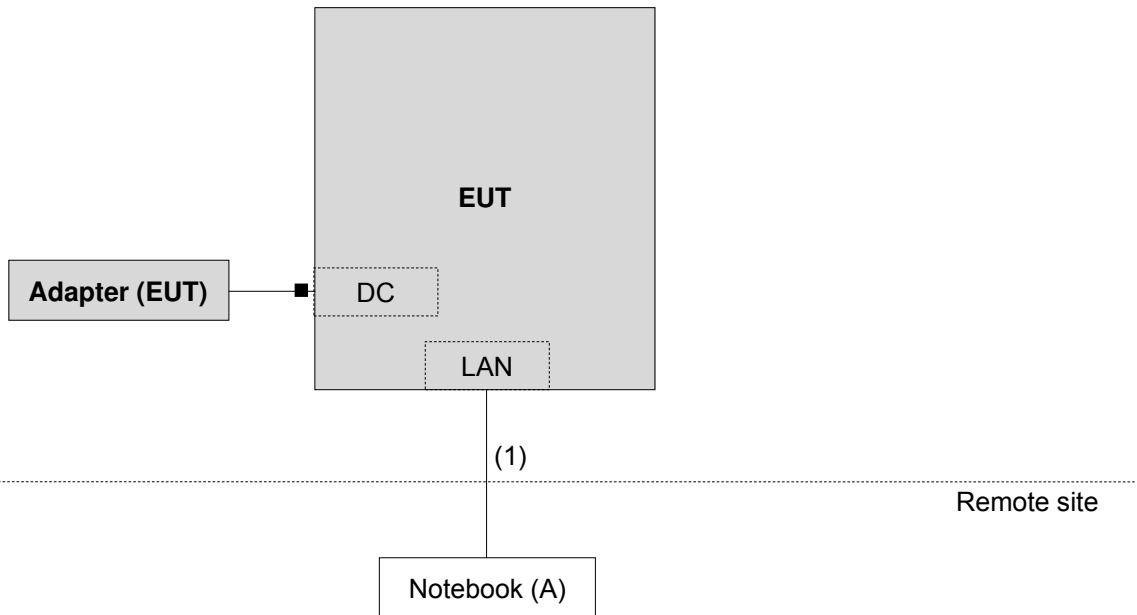 EUT
Adapter (EUT)
DC
LAN
(1)
Remote site
Notebook (A)